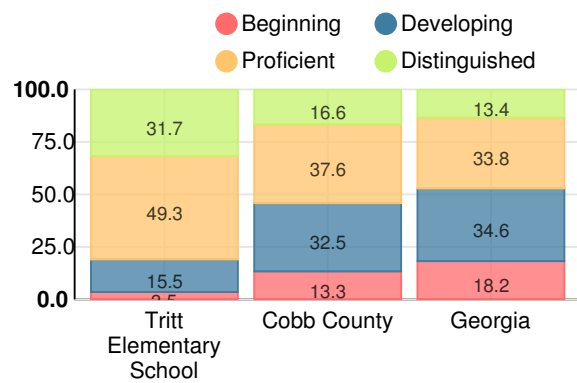 Beginning
Developing
Proficient
Distinguished
100.0
75.0
50.0
25.0
0.0
31.7
49.3
15.5
3.5
16.6
37.6
32.5
13.3
13.4
33.8
34.6
18.2
Tritt
Elementary
School
Cobb County
Georgia